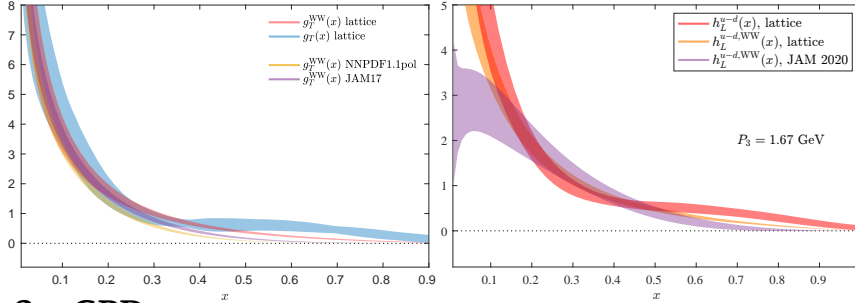 8
7
6
5
4
3
2
1
0
0.1 0.2 0.3 0.4 0.5 0.6 0.7 0.8 0.9
x
g_T^WW(x) lattice
g_T(x) lattice
g_T^WW(x) NNPDF1.1pol
g_T^WW(x) JAM17
5
4
3
2
1
0
0.1 0.2 0.3 0.4 0.5 0.6 0.7 0.8 0.9
x
h_L^{u-d}(x), lattice
h_L^{u-d,WW}(x), lattice
h_L^{u-d,WW}(x), JAM 2020
P_3 = 1.67 GeV